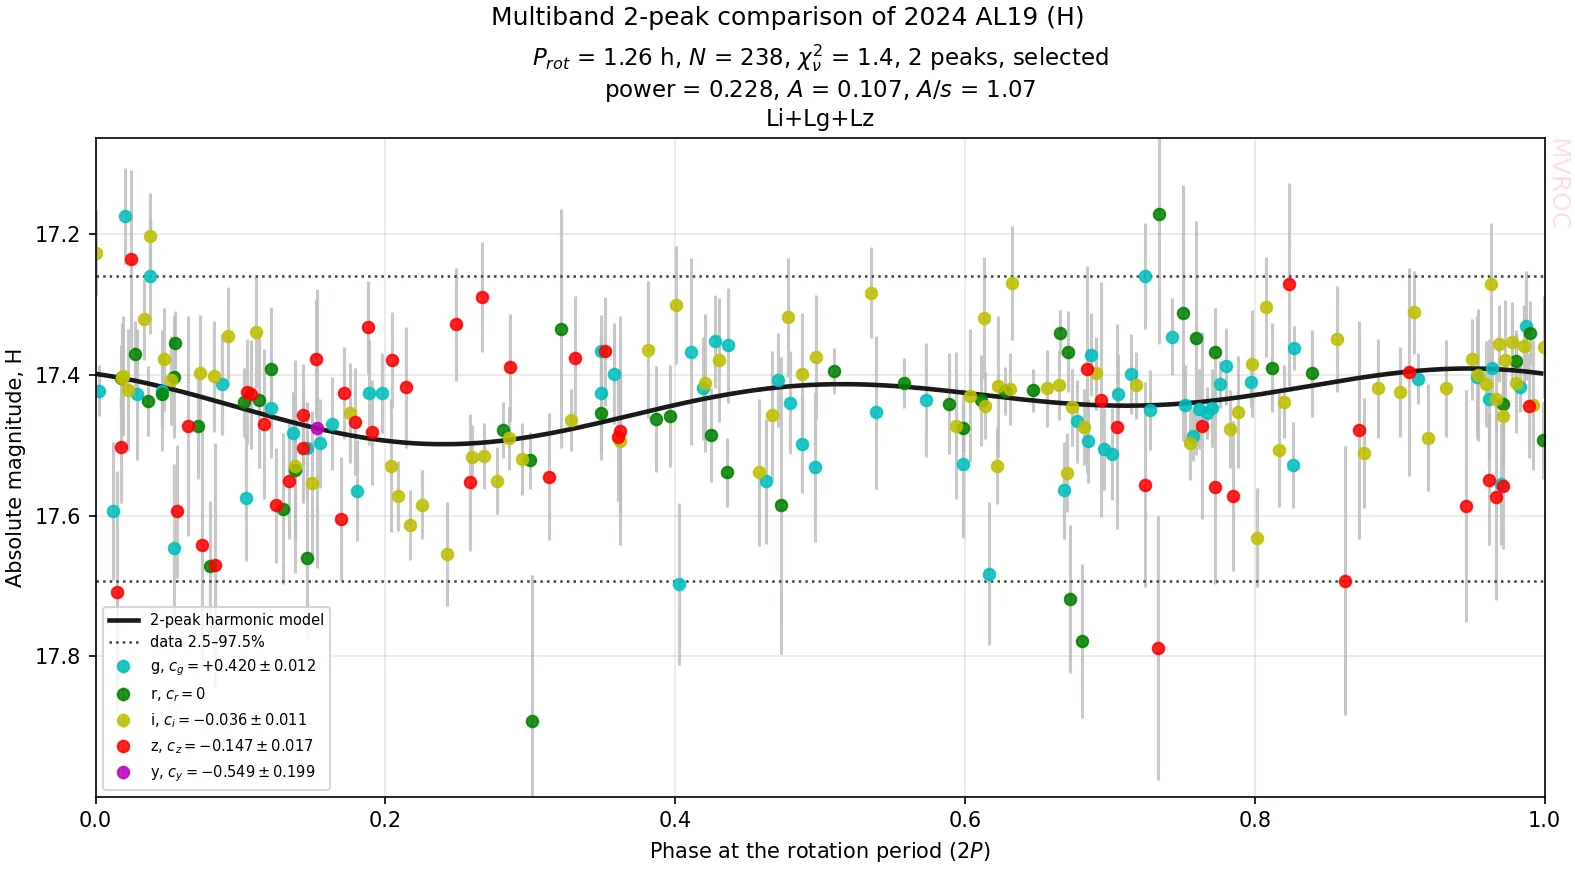 Multiband 2-peak comparison of 2024 AL19 (H)
P_rot = 1.26 h, N = 238, χ²_ν = 1.4, 2 peaks, selected
power = 0.228, A = 0.107, A/s = 1.07
Li+Lg+Lz
MVROC
Absolute magnitude, H
17.2
17.4
17.6
17.8
2-peak harmonic model
data 2.5–97.5%
g, c_g = +0.420 ± 0.012
r, c_r = 0
i, c_i = −0.036 ± 0.011
z, c_z = −0.147 ± 0.017
y, c_y = −0.549 ± 0.199
0.0 0.2 0.4 0.6 0.8 1.0
Phase at the rotation period (2P)